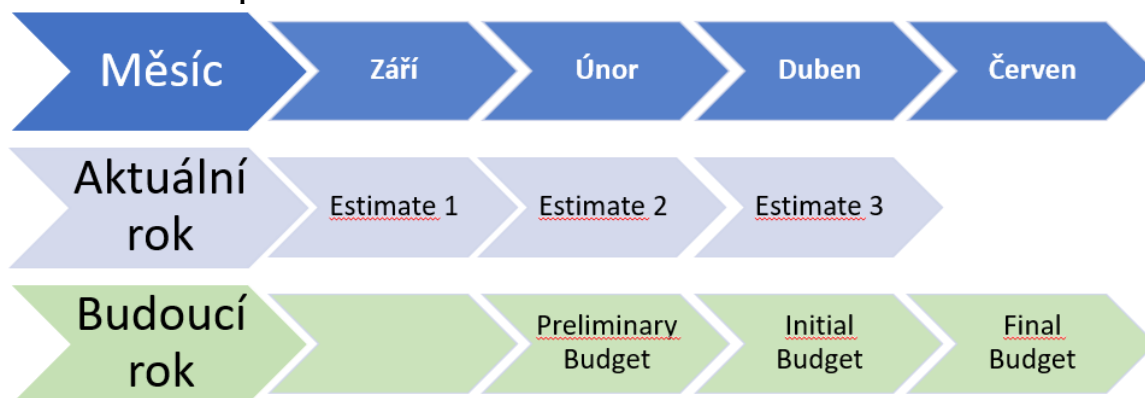 Měsíc
Září
Únor
Duben
Červen
Aktuální
rok
Estimate 1
Estimate 2
Estimate 3
Budoucí
rok
Preliminary
Budget
Initial
Budget
Final
Budget